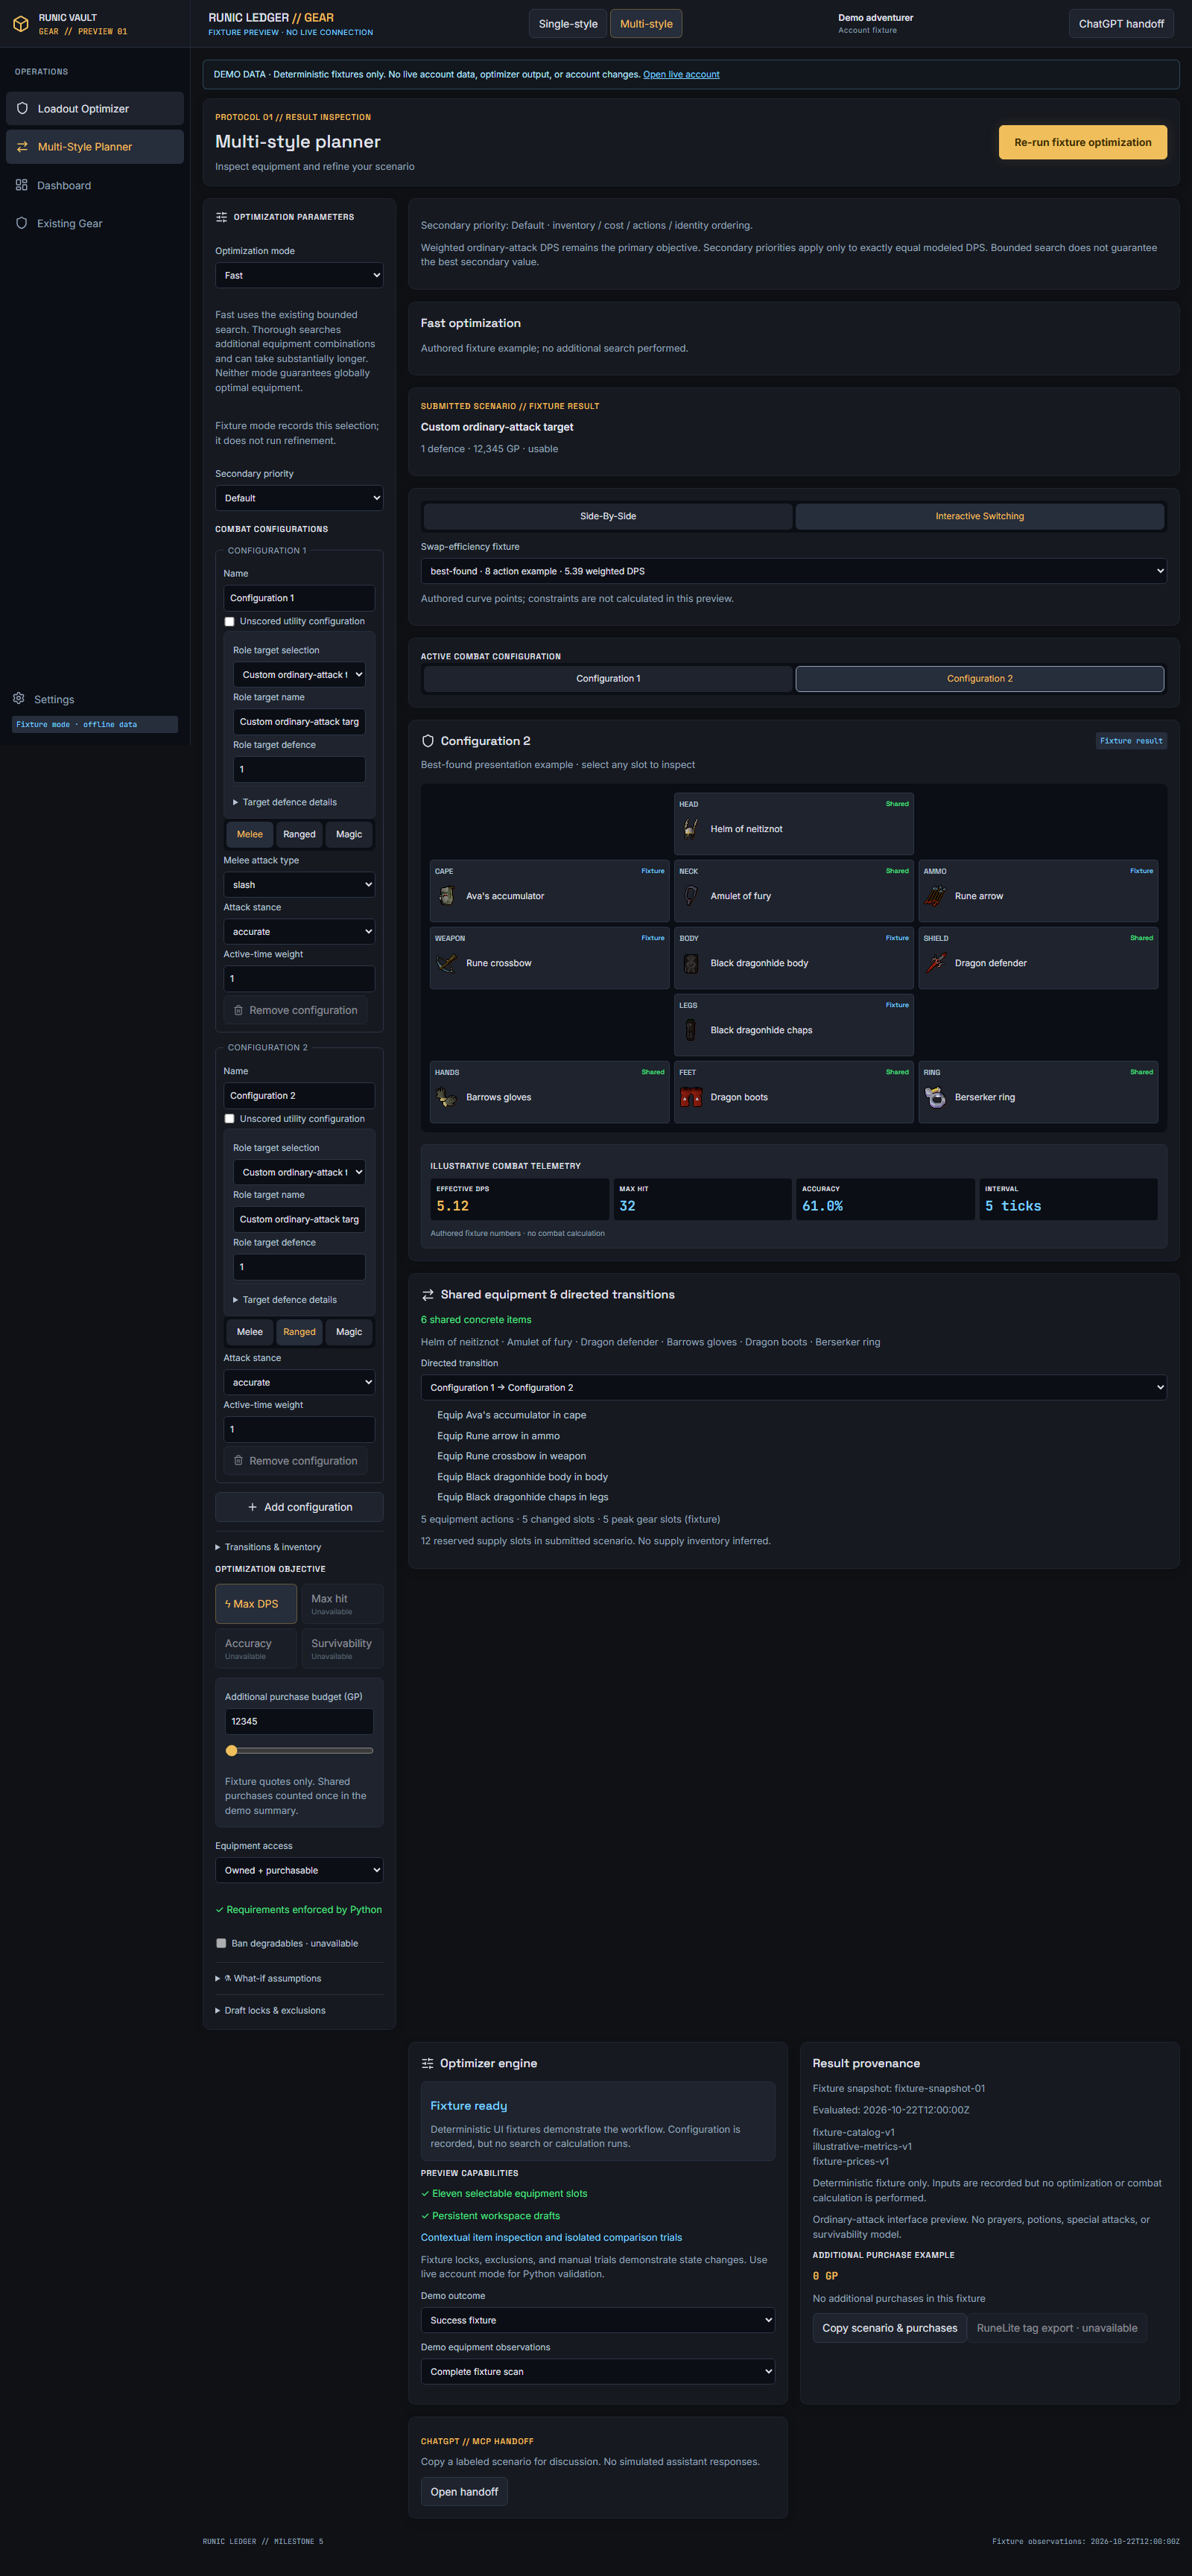 RUNIC VAULT
GEAR // PREVIEW 01
RUNIC LEDGER // GEAR
FIXTURE PREVIEW · NO LIVE CONNECTION
Single-style
Multi-style
Demo adventurer
Account fixture
ChatGPT handoff
OPERATIONS
Loadout Optimizer
Multi-Style Planner
Dashboard
Existing Gear
Settings
Fixture mode · offline data
DEMO DATA · Deterministic fixtures only. No live account data, optimizer output, or account changes. Open live account
PROTOCOL 01 // RESULT INSPECTION
Multi-style planner
Inspect equipment and refine your scenario
Re-run fixture optimization
OPTIMIZATION PARAMETERS
Optimization mode
Fast
Fast uses the existing bounded
search. Thorough searches
additional equipment combinations
and can take substantially longer.
Neither mode guarantees globally
optimal equipment.
Fixture mode records this selection;
it does not run refinement.
Secondary priority
Default
COMBAT CONFIGURATIONS
CONFIGURATION 1
Name
Configuration 1
Unscored utility configuration
Role target selection
Custom ordinary-attack t
Role target name
Custom ordinary-attack targ
Role target defence
1
Target defence details
Melee
Ranged
Magic
Melee attack type
slash
Attack stance
accurate
Active-time weight
1
Remove configuration
CONFIGURATION 2
Name
Configuration 2
Unscored utility configuration
Role target selection
Custom ordinary-attack t
Role target name
Custom ordinary-attack targ
Role target defence
1
Target defence details
Melee
Ranged
Magic
Attack stance
accurate
Active-time weight
1
Remove configuration
+ Add configuration
Transitions & inventory
OPTIMIZATION OBJECTIVE
ϟ Max DPS
Max hit
Unavailable
Accuracy
Unavailable
Survivability
Unavailable
Additional purchase budget (GP)
12345
Fixture quotes only. Shared
purchases counted once in the
demo summary.
Equipment access
Owned + purchasable
✓ Requirements enforced by Python
Ban degradables · unavailable
⚗ What-if assumptions
Draft locks & exclusions
Secondary priority: Default · inventory / cost / actions / identity ordering.
Weighted ordinary-attack DPS remains the primary objective. Secondary priorities apply only to exactly equal modeled DPS. Bounded search does not guarantee
the best secondary value.
Fast optimization
Authored fixture example; no additional search performed.
SUBMITTED SCENARIO // FIXTURE RESULT
Custom ordinary-attack target
1 defence · 12,345 GP · usable
Side-By-Side
Interactive Switching
Swap-efficiency fixture
best-found · 8 action example · 5.39 weighted DPS
Authored curve points; constraints are not calculated in this preview.
ACTIVE COMBAT CONFIGURATION
Configuration 1
Configuration 2
Configuration 2
Fixture result
Best-found presentation example · select any slot to inspect
HEAD
Shared
Helm of neitiznot
CAPE
Fixture
Ava's accumulator
NECK
Shared
Amulet of fury
AMMO
Fixture
Rune arrow
WEAPON
Fixture
Rune crossbow
BODY
Fixture
Black dragonhide body
SHIELD
Shared
Dragon defender
LEGS
Fixture
Black dragonhide chaps
HANDS
Shared
Barrows gloves
FEET
Shared
Dragon boots
RING
Shared
Berserker ring
ILLUSTRATIVE COMBAT TELEMETRY
EFFECTIVE DPS
5.12
MAX HIT
32
ACCURACY
61.0%
INTERVAL
5 ticks
Authored fixture numbers · no combat calculation
Shared equipment & directed transitions
6 shared concrete items
Helm of neitiznot · Amulet of fury · Dragon defender · Barrows gloves · Dragon boots · Berserker ring
Directed transition
Configuration 1 → Configuration 2
Equip Ava's accumulator in cape
Equip Rune arrow in ammo
Equip Rune crossbow in weapon
Equip Black dragonhide body in body
Equip Black dragonhide chaps in legs
5 equipment actions · 5 changed slots · 5 peak gear slots (fixture)
12 reserved supply slots in submitted scenario. No supply inventory inferred.
Optimizer engine
Fixture ready
Deterministic UI fixtures demonstrate the workflow. Configuration is
recorded, but no search or calculation runs.
PREVIEW CAPABILITIES
✓ Eleven selectable equipment slots
✓ Persistent workspace drafts
Contextual item inspection and isolated comparison trials
Fixture locks, exclusions, and manual trials demonstrate state changes. Use
live account mode for Python validation.
Demo outcome
Success fixture
Demo equipment observations
Complete fixture scan
Result provenance
Fixture snapshot: fixture-snapshot-01
Evaluated: 2026-10-22T12:00:00Z
fixture-catalog-v1
illustrative-metrics-v1
fixture-prices-v1
Deterministic fixture only. Inputs are recorded but no optimization or combat
calculation is performed.
Ordinary-attack interface preview. No prayers, potions, special attacks, or
survivability model.
ADDITIONAL PURCHASE EXAMPLE
0 GP
No additional purchases in this fixture
Copy scenario & purchases
RuneLite tag export · unavailable
CHATGPT // MCP HANDOFF
Copy a labeled scenario for discussion. No simulated assistant responses.
Open handoff
RUNIC LEDGER // MILESTONE 5
Fixture observations: 2026-10-22T12:00:00Z